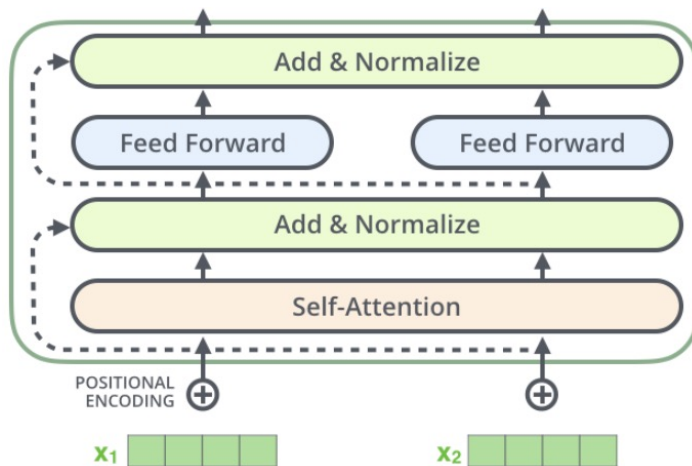 Add & Normalize
Feed Forward Feed Forward
Add & Normalize
Self-Attention
POSITIONAL
ENCODING
x₁ x₂